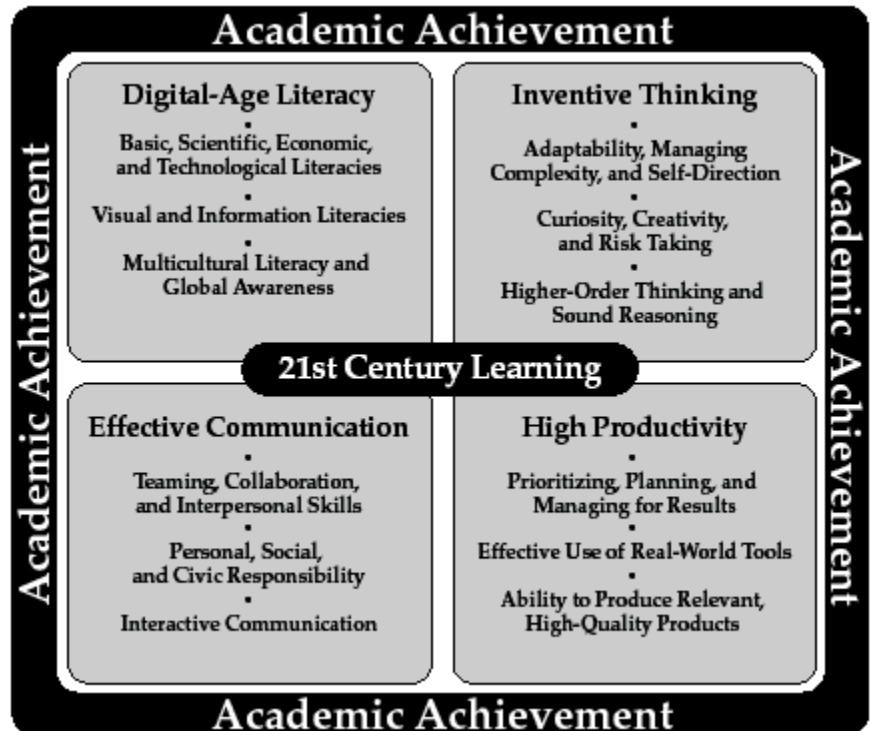 Academic Achievement
Academic Achievement
Digital-Age Literacy
▪
Basic, Scientific, Economic,
and Technological Literacies
▪
Visual and Information Literacies
▪
Multicultural Literacy and
Global Awareness
Inventive Thinking
▪
Adaptability, Managing
Complexity, and Self-Direction
▪
Curiosity, Creativity,
and Risk Taking
▪
Higher-Order Thinking and
Sound Reasoning
Academic Achievement
21st Century Learning
Effective Communication
▪
Teaming, Collaboration,
and Interpersonal Skills
▪
Personal, Social,
and Civic Responsibility
▪
Interactive Communication
High Productivity
▪
Prioritizing, Planning, and
Managing for Results
▪
Effective Use of Real-World Tools
▪
Ability to Produce Relevant,
High-Quality Products
Academic Achievement